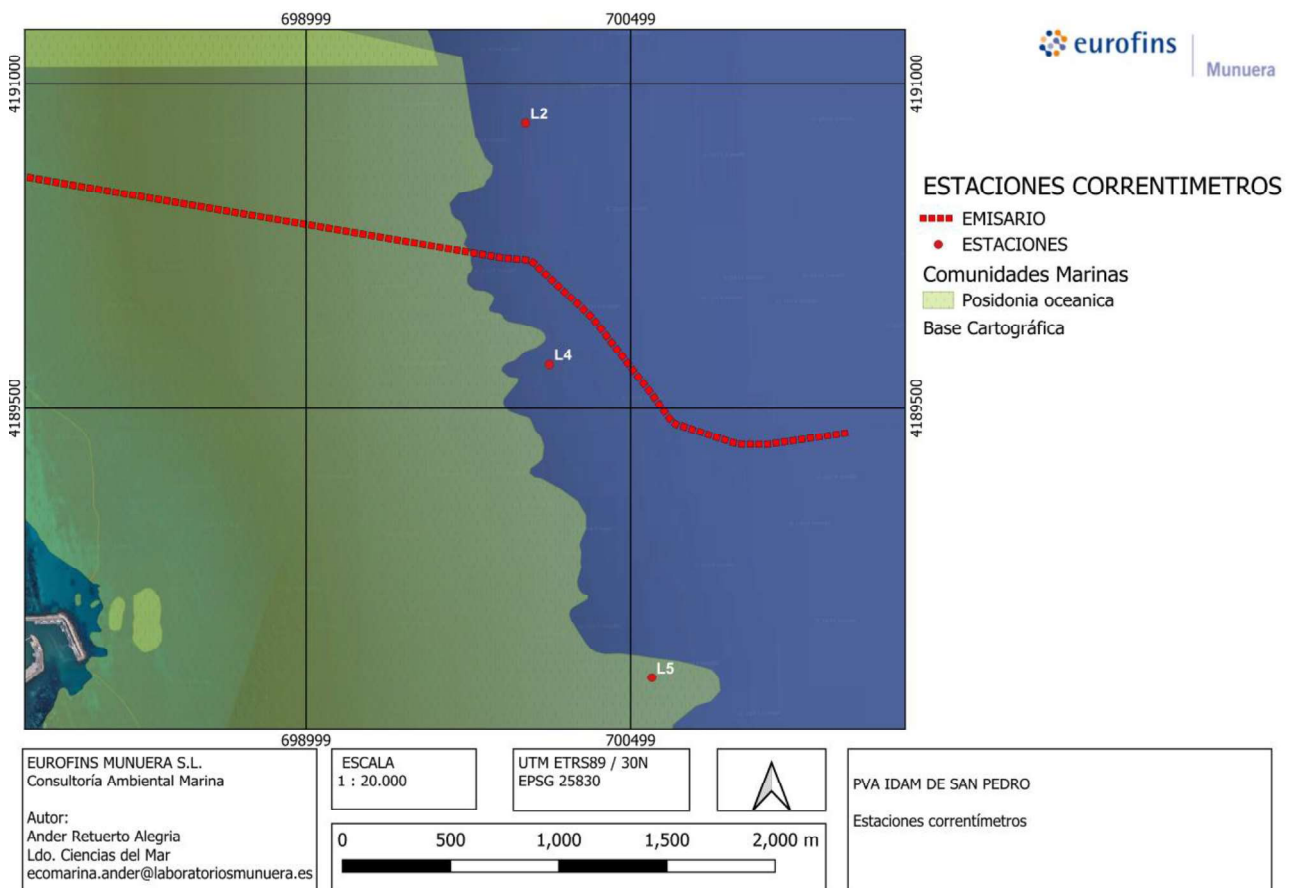 698999
700499
4191000
4191000
L2
L4
4189500
4189500
L5
698999
700499
eurofins
Munuera
ESTACIONES CORRENTIMETROS
EMISARIO
ESTACIONES
Comunidades Marinas
Posidonia oceanica
Base Cartográfica
EUROFINS MUNUERA S.L.
Consultoría Ambiental Marina
Autor:
Ander Retuerto Alegria
Ldo. Ciencias del Mar
ecomarina.ander@laboratoriosmunuera.es
ESCALA
1 : 20.000
UTM ETRS89 / 30N
EPSG 25830
0 500 1,000 1,500 2,000 m
PVA IDAM DE SAN PEDRO
Estaciones correntímetros